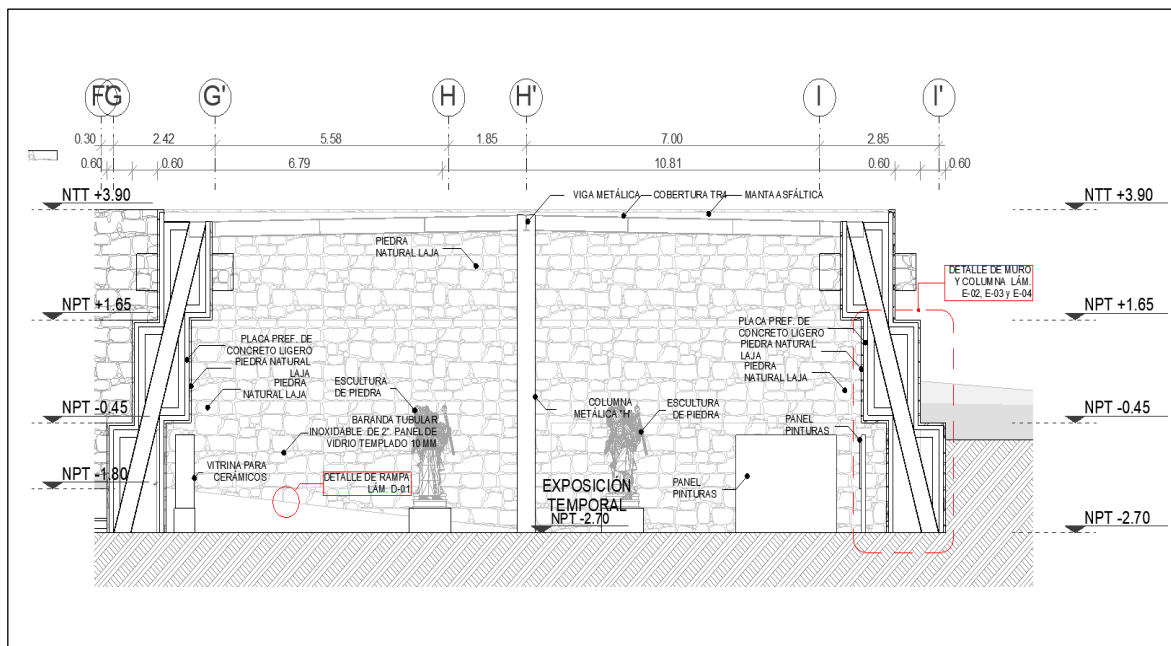 F' G G' H H' I I'
0.30 2.42 5.58 1.85 7.00 2.85
0.60 0.60 6.79 10.81 0.60 0.60
NTT +3.90
NTT +3.90
VIGA METÁLICA
COBERTURA TR4
MANTA ASFÁLTICA
PIEDRA
NATURAL LAJA
DETALLE DE MURO
Y COLUMNA LÁM.
E-02, E-03 y E-04
NPT +1.65
NPT +1.65
PLACA PREF. DE
CONCRETO LIGERO
PIEDRA NATURAL
LAJA
PIEDRA
NATURAL LAJA
PLACA PREF. DE
CONCRETO LIGERO
PIEDRA NATURAL
LAJA
PIEDRA
NATURAL LAJA
ESCULTURA
DE PIEDRA
COLUMNA
METÁLICA "H"
ESCULTURA
DE PIEDRA
NPT -0.45
NPT -0.45
BARANDA TUBULAR
INOXIDABLE DE 2". PANEL DE
VIDRIO TEMPLADO 10 MM
PANEL
PINTURAS
VITRINA PARA
CERÁMICOS
NPT -1.80
DETALLE DE RAMPA
LÁM. D-01
EXPOSICIÓN
TEMPORAL
NPT -2.70
PANEL
PINTURAS
NPT -2.70